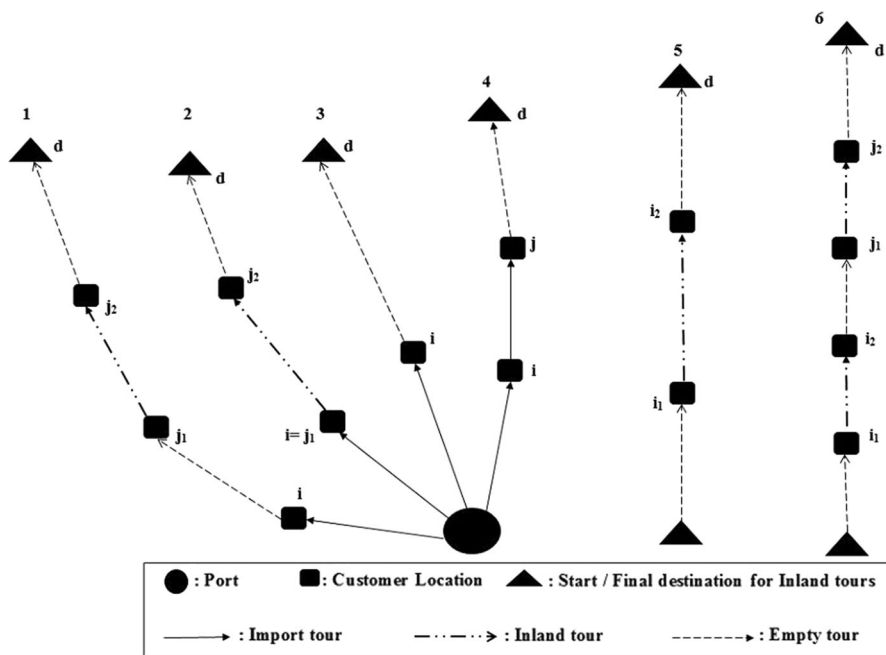 1
d
j₂
j₁
i
2
d
j₂
i= j₁
3
d
i
4
d
j
i
5
d
i₂
i₁
6
d
j₂
j₁
i₂
i₁
: Port
: Customer Location
: Start / Final destination for Inland tours
: Import tour
: Inland tour
: Empty tour